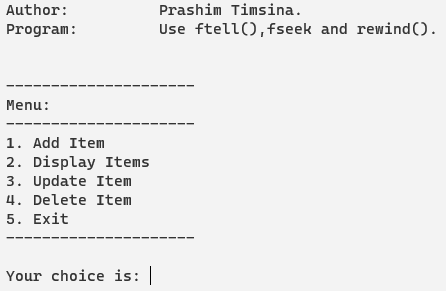 Author:          Prashim Timsina.
Program:         Use ftell(),fseek and rewind().
---------------------
Menu:
---------------------
1. Add Item
2. Display Items
3. Update Item
4. Delete Item
5. Exit
---------------------
Your choice is: